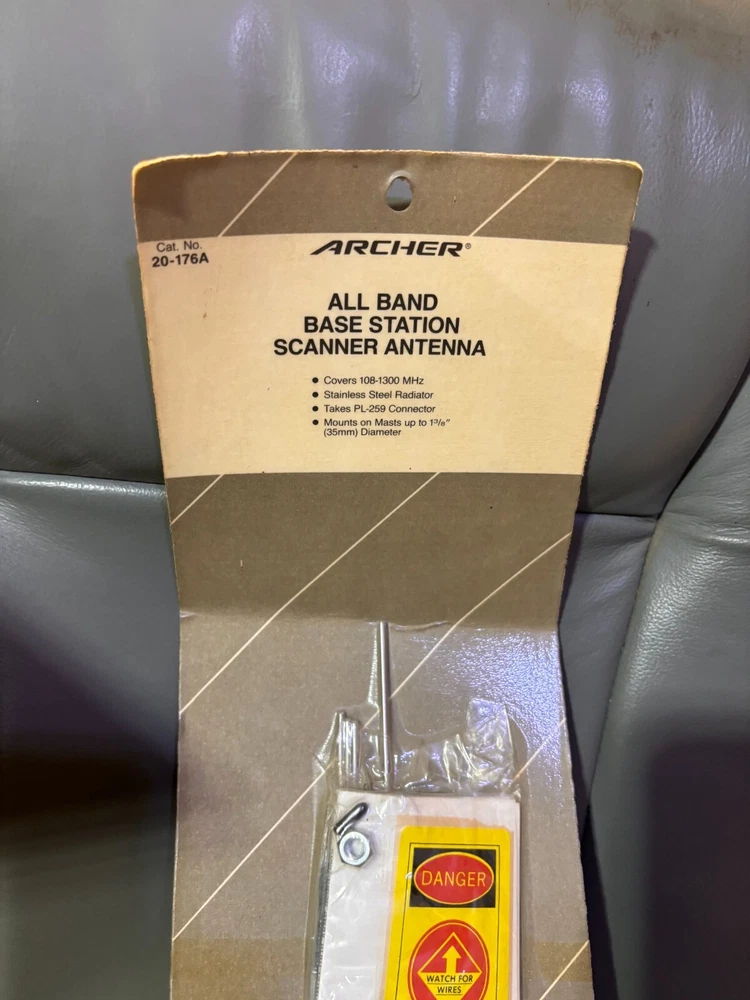 Cat. No.
20-176A
ARCHER®
ALL BAND
BASE STATION
SCANNER ANTENNA
• Covers 108-1300 MHz
• Stainless Steel Radiator
• Takes PL-259 Connector
• Mounts on Masts up to 1³/₈"
(35mm) Diameter
DANGER
WATCH FOR
WIRES